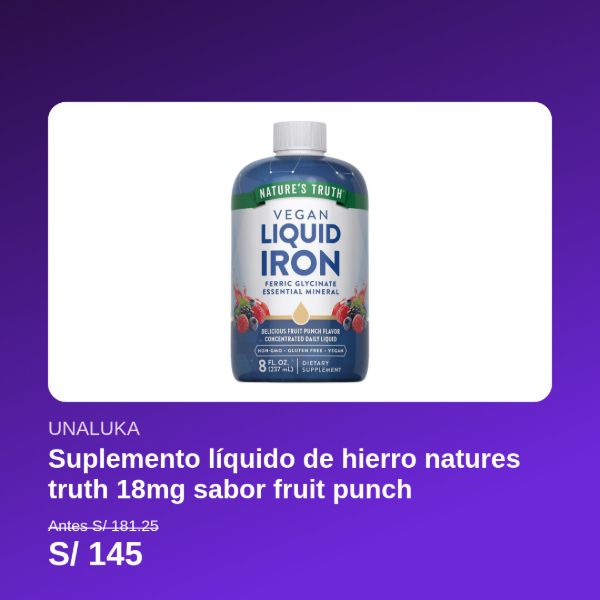 NATURE'S TRUTH
VEGAN
LIQUID
IRON
FERRIC GLYCINATE
ESSENTIAL MINERAL
DELICIOUS FRUIT PUNCH FLAVOR
CONCENTRATED DAILY LIQUID
NON-GMO • GLUTEN FREE • VEGAN
8 FL. OZ. (237 mL) DIETARY SUPPLEMENT
UNALUKA
Suplemento líquido de hierro natures
truth 18mg sabor fruit punch
Antes S/ 181.25
S/ 145